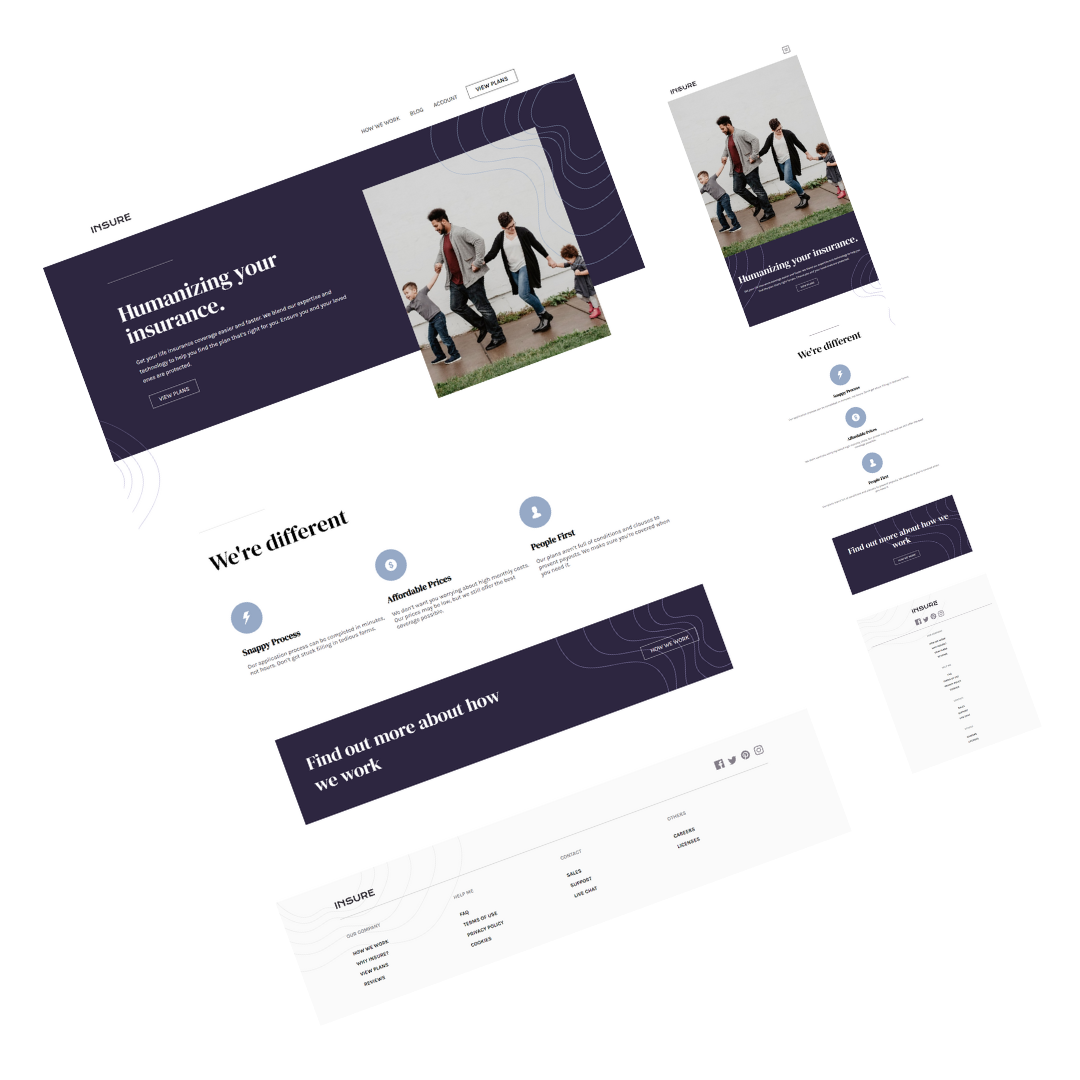 HOW WE WORK
BLOG
ACCOUNT
VIEW PLANS
INSURE
Humanizing your
insurance.
Get your life insurance coverage easier and faster. We blend our expertise and
technology to help you find the plan that's right for you. Ensure you and your loved
ones are protected.
VIEW PLANS
We're different
Snappy Process
Our application process can be completed in minutes,
not hours. Don't get stuck filling in tedious forms.
Affordable Prices
We don't want you worrying about high monthly costs.
Our prices may be low, but we still offer the best
coverage possible.
People First
Our plans aren't full of conditions and clauses to
prevent payouts. We make sure you're covered when
you need it.
Find out more about how
we work
HOW WE WORK
INSURE
OUR COMPANY
HOW WE WORK
WHY INSURE?
VIEW PLANS
REVIEWS
HELP ME
FAQ
TERMS OF USE
PRIVACY POLICY
COOKIES
CONTACT
SALES
SUPPORT
LIVE CHAT
OTHERS
CAREERS
LICENSES
INSURE
Humanizing your insurance.
We're different
Snappy Process
Affordable Prices
People First
Find out more about how we
work
INSURE